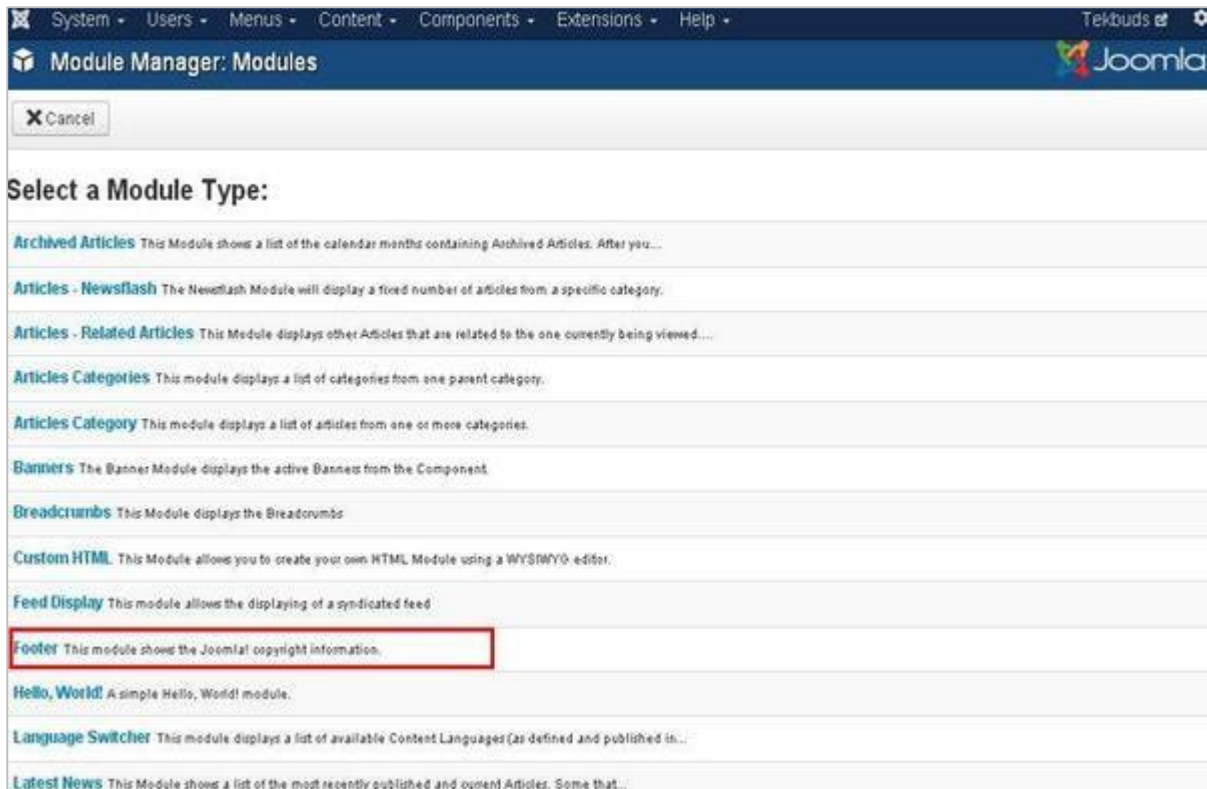 System Users Menus Content Components Extensions Help Tekbuds
Module Manager: Modules Joomla
Cancel
Select a Module Type:
Archived Articles This Module shows a list of the calendar months containing Archived Articles. After you...
Articles - Newsflash The Newsflash Module will display a fixed number of articles from a specific category.
Articles - Related Articles This Module displays other Articles that are related to the one currently being viewed....
Articles Categories This module displays a list of categories from one parent category.
Articles Category This module displays a list of articles from one or more categories.
Banners The Banner Module displays the active Banners from the Component.
Breadcrumbs This Module displays the Breadcrumbs
Custom HTML This Module allows you to create your own HTML Module using a WYSIWYG editor.
Feed Display This module allows the displaying of a syndicated feed
Footer This module shows the Joomla! copyright information.
Hello, World! A simple Hello, World! module.
Language Switcher This module displays a list of available Content Languages (as defined and published in...
Latest News This Module shows a list of the most recently published and current Articles. Some that...